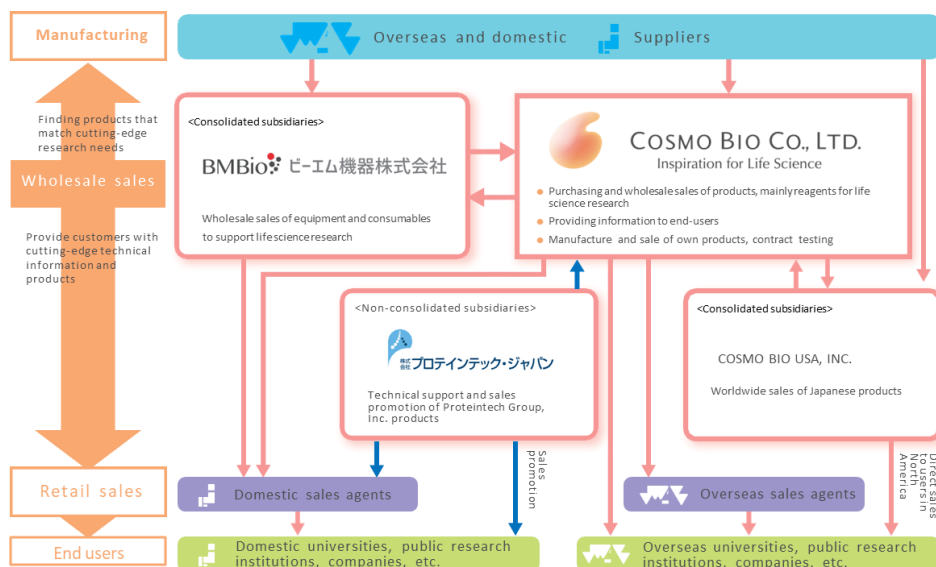 Manufacturing
Overseas and domestic Suppliers
Finding products that
match cutting-edge
research needs
Wholesale sales
Provide customers with
cutting-edge technical
information and
products
<Consolidated subsidiaries>
BMBio ビーエム機器株式会社
Wholesale sales of equipment and consumables
to support life science research
COSMO BIO CO., LTD.
Inspiration for Life Science
Purchasing and wholesale sales of products, mainly reagents for life
science research
Providing information to end-users
Manufacture and sale of own products, contract testing
<Non-consolidated subsidiaries>
株式会社 プロテインテック・ジャパン
Technical support and sales
promotion of Proteintech Group,
Inc. products
<Consolidated subsidiaries>
COSMO BIO USA, INC.
Worldwide sales of Japanese products
Sales
promotion
Direct sales
to users in
North
America
Retail sales
Domestic sales agents
Overseas sales agents
End users
Domestic universities, public research
institutions, companies, etc.
Overseas universities, public research
institutions, companies, etc.